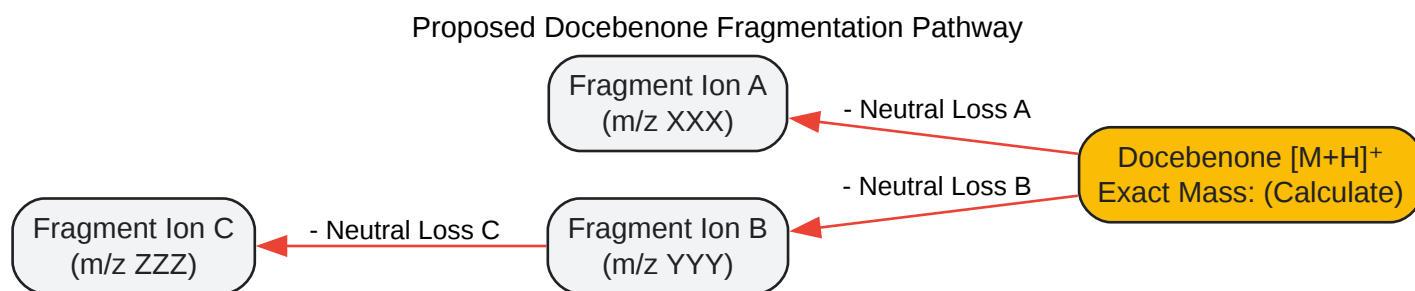 Proposed Docebenone Fragmentation Pathway
Fragment Ion A
(m/z XXX)
- Neutral Loss A
Docebenone [M+H]⁺
Exact Mass: (Calculate)
- Neutral Loss B
Fragment Ion C
(m/z ZZZ)
- Neutral Loss C
Fragment Ion B
(m/z YYY)